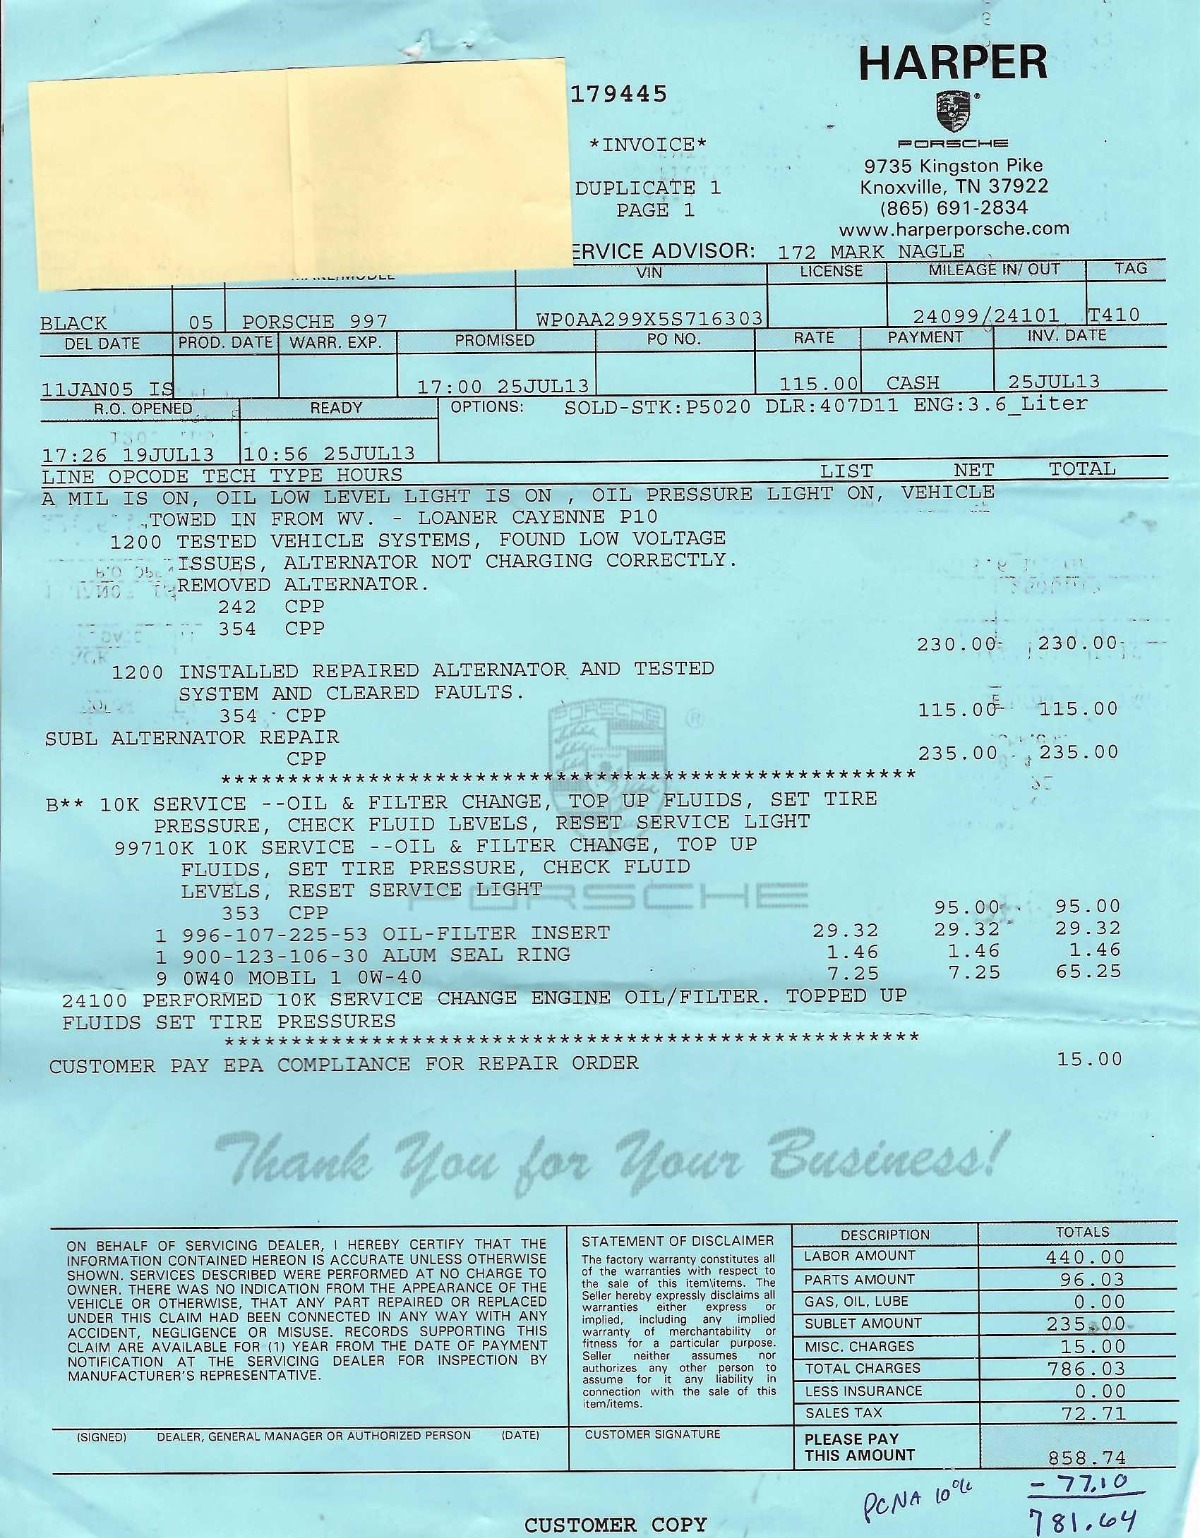 HARPER
179445
*INVOICE*
PORSCHE
9735 Kingston Pike
DUPLICATE 1
Knoxville, TN 37922
PAGE 1
(865) 691-2834
www.harperporsche.com
ERVICE ADVISOR: 172 MARK NAGLE
VIN LICENSE MILEAGE IN/ OUT TAG
BLACK 05 PORSCHE 997 WP0AA299X5S716303 24099/24101 T410
DEL DATE PROD. DATE WARR. EXP. PROMISED PO NO. RATE PAYMENT INV. DATE
11JAN05 IS 17:00 25JUL13 115.00 CASH 25JUL13
R.O. OPENED READY OPTIONS: SOLD-STK:P5020 DLR:407D11 ENG:3.6_Liter
17:26 19JUL13 10:56 25JUL13
LINE OPCODE TECH TYPE HOURS LIST NET TOTAL
A MIL IS ON, OIL LOW LEVEL LIGHT IS ON , OIL PRESSURE LIGHT ON, VEHICLE
TOWED IN FROM WV. - LOANER CAYENNE P10
1200 TESTED VEHICLE SYSTEMS, FOUND LOW VOLTAGE
ISSUES, ALTERNATOR NOT CHARGING CORRECTLY.
REMOVED ALTERNATOR.
242 CPP
354 CPP
230.00 230.00
1200 INSTALLED REPAIRED ALTERNATOR AND TESTED
SYSTEM AND CLEARED FAULTS.
354 CPP 115.00 115.00
SUBL ALTERNATOR REPAIR
CPP 235.00 235.00
****************************************************
B** 10K SERVICE --OIL & FILTER CHANGE, TOP UP FLUIDS, SET TIRE
PRESSURE, CHECK FLUID LEVELS, RESET SERVICE LIGHT
99710K 10K SERVICE --OIL & FILTER CHANGE, TOP UP
FLUIDS, SET TIRE PRESSURE, CHECK FLUID
LEVELS, RESET SERVICE LIGHT
PORSCHE
353 CPP 95.00 95.00
1 996-107-225-53 OIL-FILTER INSERT 29.32 29.32 29.32
1 900-123-106-30 ALUM SEAL RING 1.46 1.46 1.46
9 0W40 MOBIL 1 0W-40 7.25 7.25 65.25
24100 PERFORMED 10K SERVICE CHANGE ENGINE OIL/FILTER. TOPPED UP
FLUIDS SET TIRE PRESSURES
****************************************************
CUSTOMER PAY EPA COMPLIANCE FOR REPAIR ORDER 15.00
Thank You for Your Business!
ON BEHALF OF SERVICING DEALER, I HEREBY CERTIFY THAT THE
INFORMATION CONTAINED HEREON IS ACCURATE UNLESS OTHERWISE
SHOWN. SERVICES DESCRIBED WERE PERFORMED AT NO CHARGE TO
OWNER. THERE WAS NO INDICATION FROM THE APPEARANCE OF THE
VEHICLE OR OTHERWISE, THAT ANY PART REPAIRED OR REPLACED
UNDER THIS CLAIM HAD BEEN CONNECTED IN ANY WAY WITH ANY
ACCIDENT, NEGLIGENCE OR MISUSE. RECORDS SUPPORTING THIS
CLAIM ARE AVAILABLE FOR (1) YEAR FROM THE DATE OF PAYMENT
NOTIFICATION AT THE SERVICING DEALER FOR INSPECTION BY
MANUFACTURER'S REPRESENTATIVE.
(SIGNED) DEALER, GENERAL MANAGER OR AUTHORIZED PERSON (DATE)
STATEMENT OF DISCLAIMER
The factory warranty constitutes all
of the warranties with respect to
the sale of this item\items. The
Seller hereby expressly disclaims all
warranties either express or
implied, including any implied
warranty of merchantability or
fitness for a particular purpose.
Seller neither assumes nor
authorizes any other person to
assume for it any liability in
connection with the sale of this
item/items.
CUSTOMER SIGNATURE
DESCRIPTION TOTALS
LABOR AMOUNT 440.00
PARTS AMOUNT 96.03
GAS, OIL, LUBE 0.00
SUBLET AMOUNT 235.00
MISC. CHARGES 15.00
TOTAL CHARGES 786.03
LESS INSURANCE 0.00
SALES TAX 72.71
PLEASE PAY
THIS AMOUNT 858.74
PCNA 10% - 77.10
781.64
CUSTOMER COPY